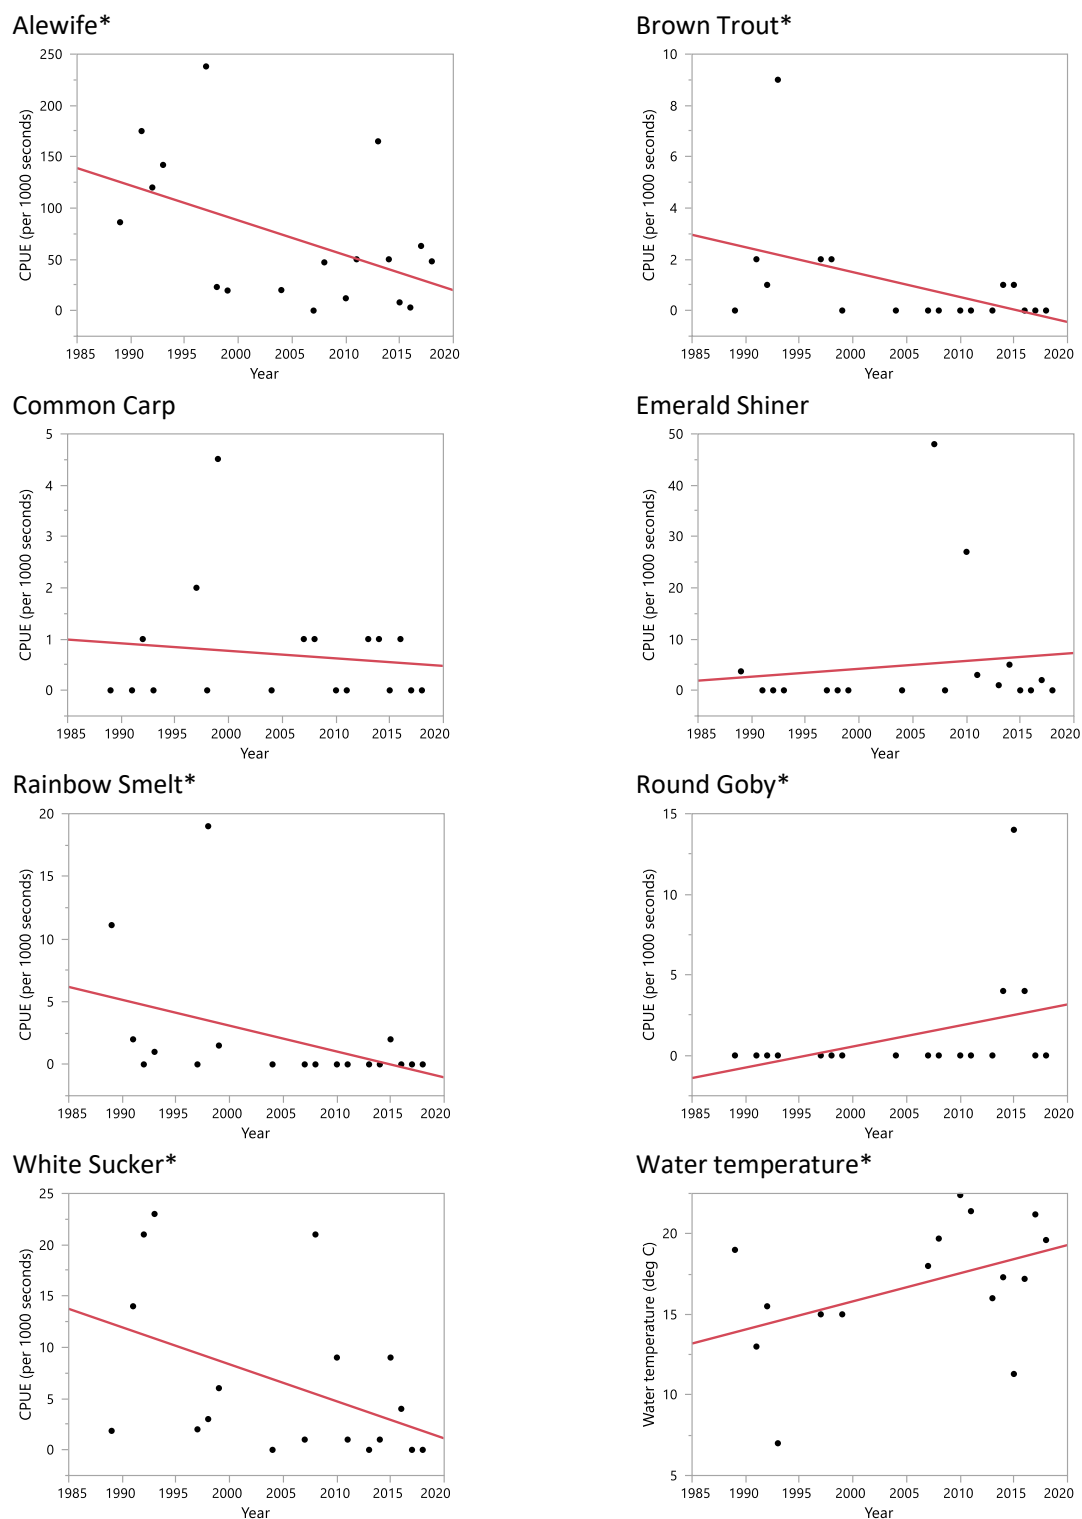 Alewife*
CPUE (per 1000 seconds)
250
200
150
100
50
0
1985 1990 1995 2000 2005 2010 2015 2020
Year
Brown Trout*
CPUE (per 1000 seconds)
10
8
6
4
2
0
1985 1990 1995 2000 2005 2010 2015 2020
Year
Common Carp
CPUE (per 1000 seconds)
5
4
3
2
1
0
1985 1990 1995 2000 2005 2010 2015 2020
Year
Emerald Shiner
CPUE (per 1000 seconds)
50
40
30
20
10
0
1985 1990 1995 2000 2005 2010 2015 2020
Year
Rainbow Smelt*
CPUE (per 1000 seconds)
20
15
10
5
0
1985 1990 1995 2000 2005 2010 2015 2020
Year
Round Goby*
CPUE (per 1000 seconds)
15
10
5
0
1985 1990 1995 2000 2005 2010 2015 2020
Year
White Sucker*
CPUE (per 1000 seconds)
25
20
15
10
5
0
1985 1990 1995 2000 2005 2010 2015 2020
Year
Water temperature*
Water temperature (deg C)
20
15
10
5
1985 1990 1995 2000 2005 2010 2015 2020
Year